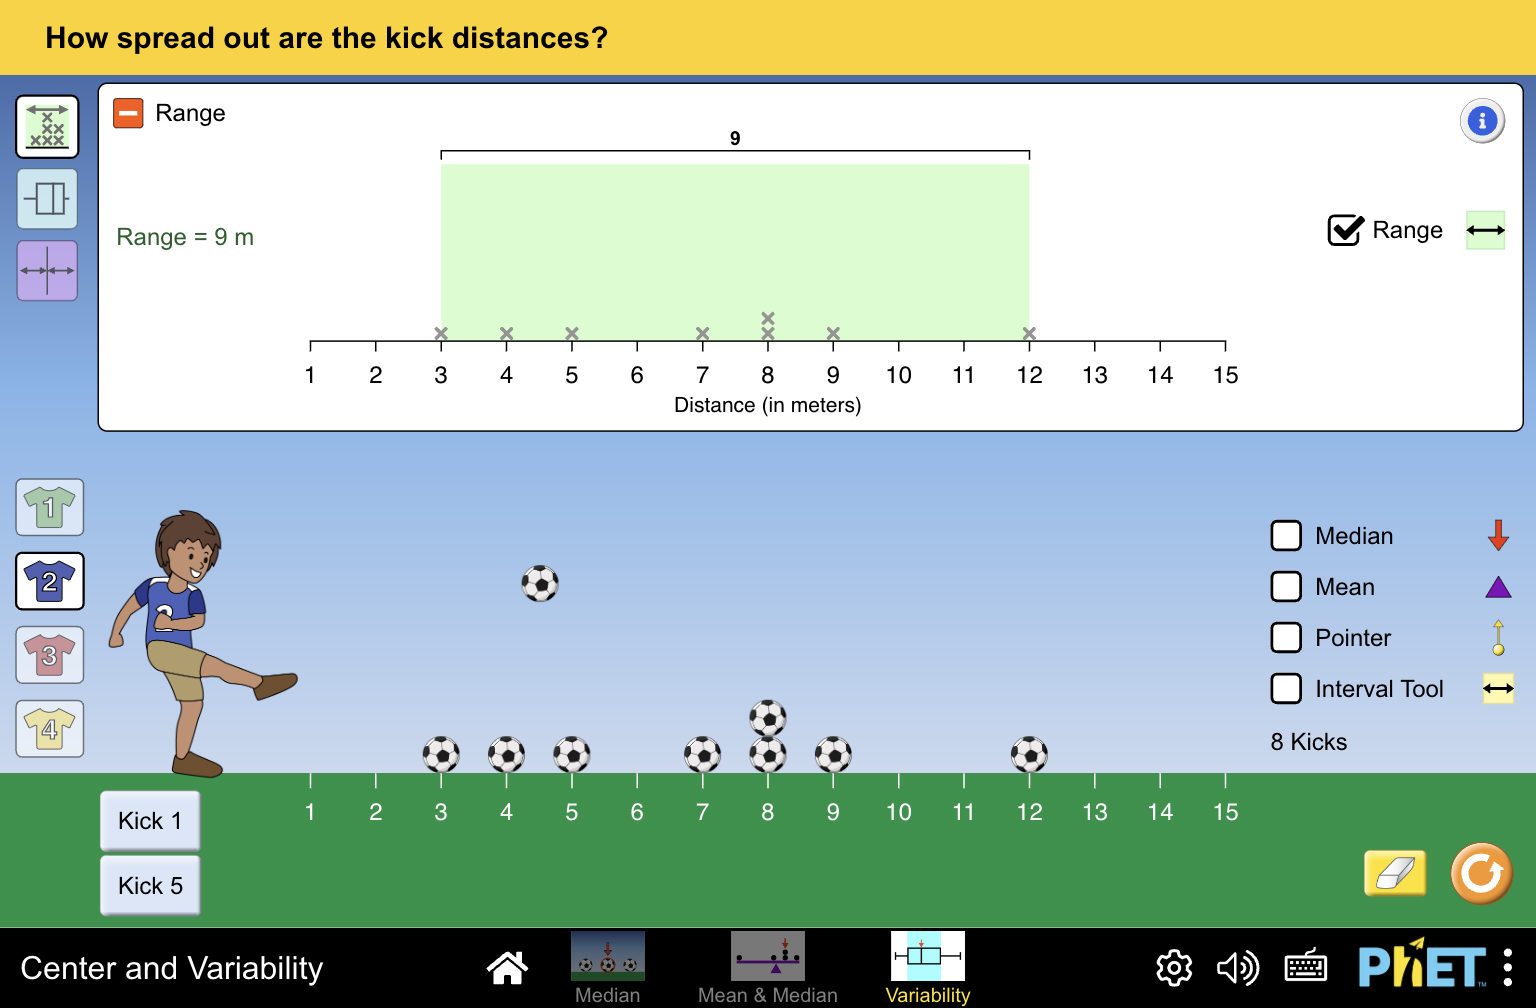 How spread out are the kick distances?
Range
9
Range = 9 m
Range
1 2 3 4 5 6 7 8 9 10 11 12 13 14 15
Distance (in meters)
1
2
3
4
2
Median
Mean
Pointer
Interval Tool
8 Kicks
1 2 3 4 5 6 7 8 9 10 11 12 13 14 15
Kick 1
Kick 5
Center and Variability
Median
Mean & Median
Variability
PhET